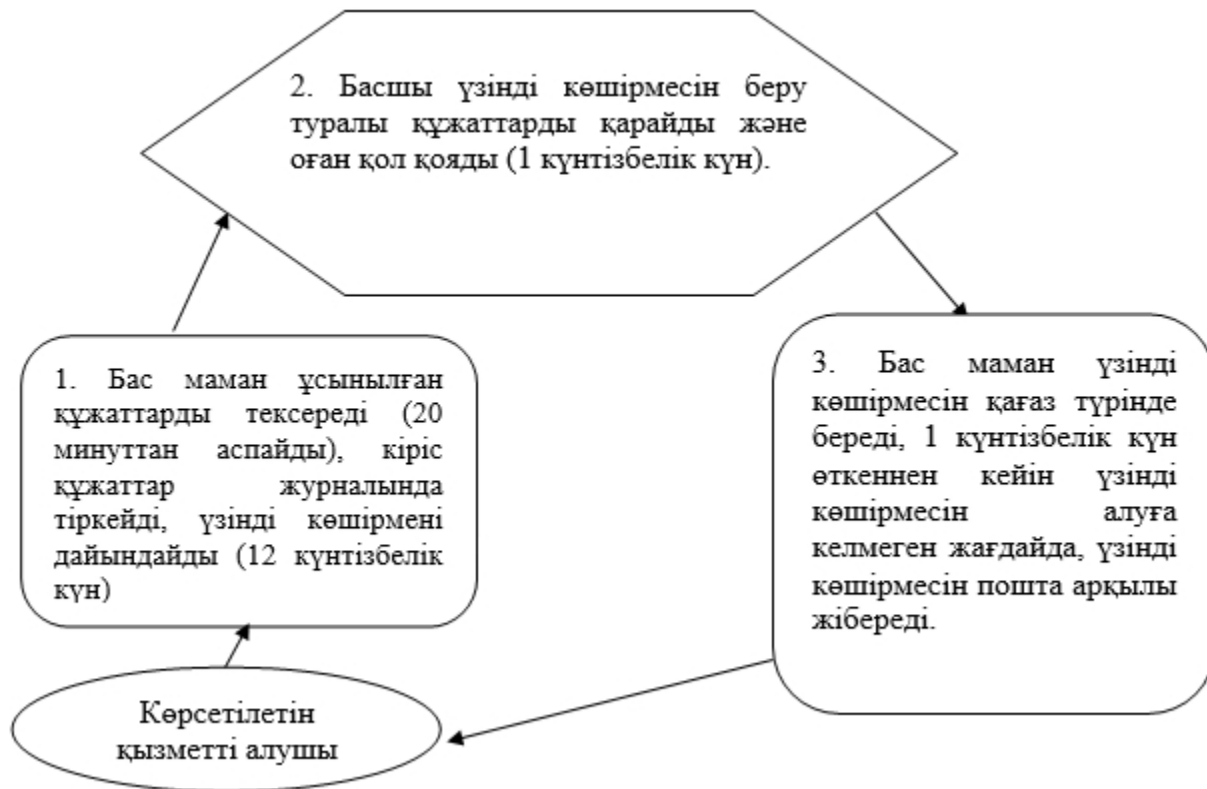 2. Басшы үзінді көшірмесін беру
туралы құжаттарды қарайды және
оған қол қояды (1 күнтізбелік күн).
1. Бас маман ұсынылған
құжаттарды тексереді (20
минуттан аспайды), кіріс
құжаттар журналында
тіркейді, үзінді көшірмені
дайындайды (12 күнтізбелік
күн)
3. Бас маман үзінді
көшірмесін қағаз түрінде
береді, 1 күнтізбелік күн
өткеннен кейін үзінді
көшірмесін алуға
келмеген жағдайда, үзінді
көшірмесін пошта арқылы
жібереді.
Көрсетілетін
қызметті алушы